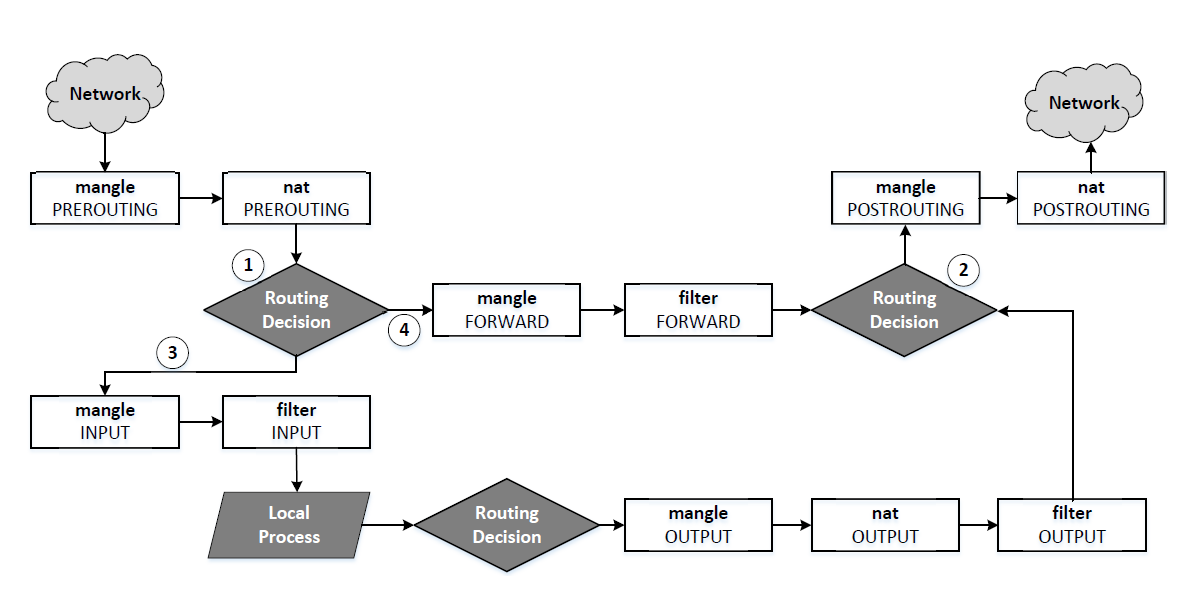 Network
Network
mangle
PREROUTING
nat
PREROUTING
mangle
POSTROUTING
nat
POSTROUTING
1
Routing
Decision
4
mangle
FORWARD
filter
FORWARD
2
Routing
Decision
3
mangle
INPUT
filter
INPUT
Local
Process
Routing
Decision
mangle
OUTPUT
nat
OUTPUT
filter
OUTPUT